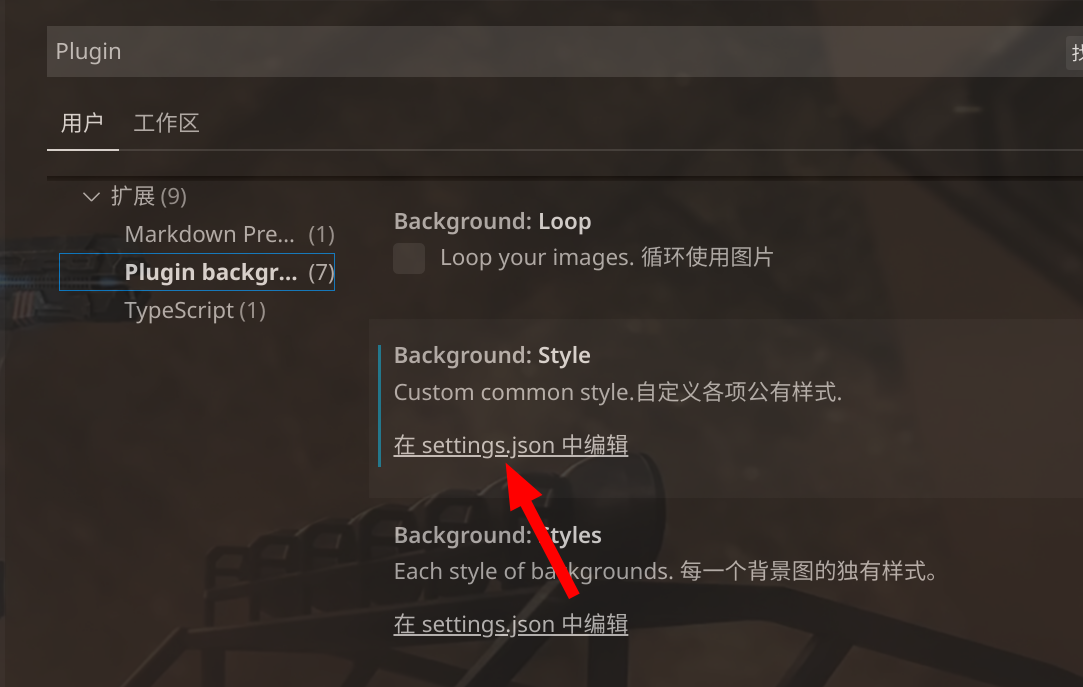 Plugin
用户 工作区
扩展 (9)
Markdown Pre... (1)
Plugin backgr... (7)
TypeScript (1)
Background: Loop
Loop your images. 循环使用图片
Background: Style
Custom common style.自定义各项公有样式.
在 settings.json 中编辑
Background: Styles
Each style of backgrounds. 每一个背景图的独有样式。
在 settings.json 中编辑